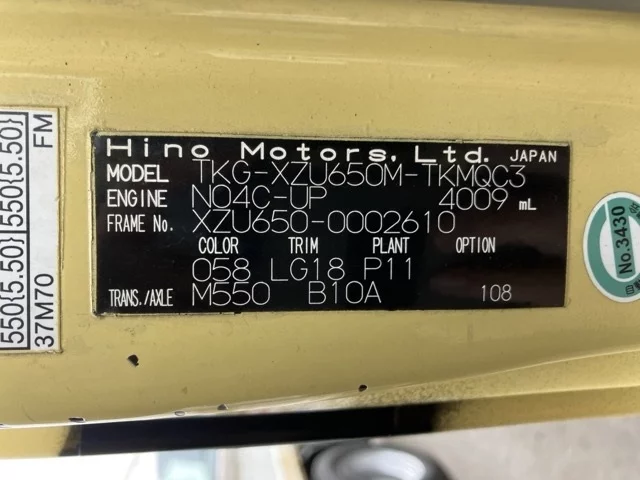 Hino Motors, Ltd. JAPAN
MODEL TKG-XZU650M-TKMQC3
ENGINE N04C-UP 4009 mL
FRAME No. XZU650-0002610
COLOR TRIM PLANT OPTION
058 LG18 P11
TRANS./AXLE M550 B10A 108
550{5.50} 550{5.50} FM
37M70
No.3430